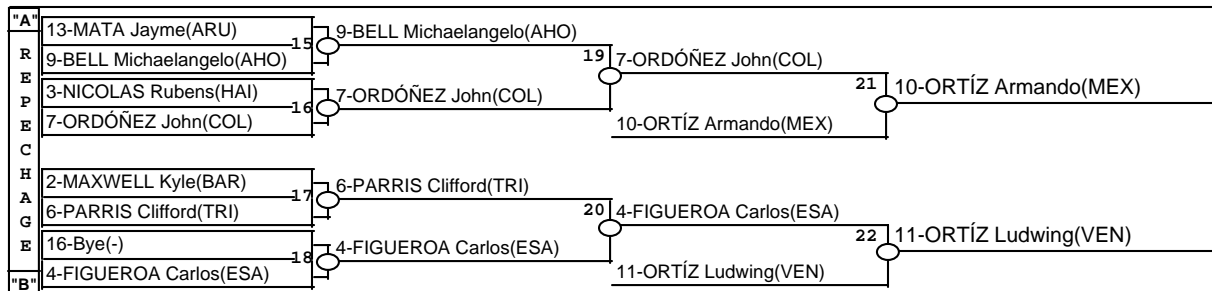 "A"
REPECHAGE
"B"
13-MATA Jayme(ARU)
15
9-BELL Michaelangelo(AHO)
9-BELL Michaelangelo(AHO)
3-NICOLAS Rubens(HAI)
16
7-ORDÓÑEZ John(COL)
7-ORDÓÑEZ John(COL)
19
7-ORDÓÑEZ John(COL)
10-ORTÍZ Armando(MEX)
21
10-ORTÍZ Armando(MEX)
2-MAXWELL Kyle(BAR)
17
6-PARRIS Clifford(TRI)
6-PARRIS Clifford(TRI)
16-Bye(-)
18
4-FIGUEROA Carlos(ESA)
4-FIGUEROA Carlos(ESA)
20
4-FIGUEROA Carlos(ESA)
11-ORTÍZ Ludwing(VEN)
22
11-ORTÍZ Ludwing(VEN)